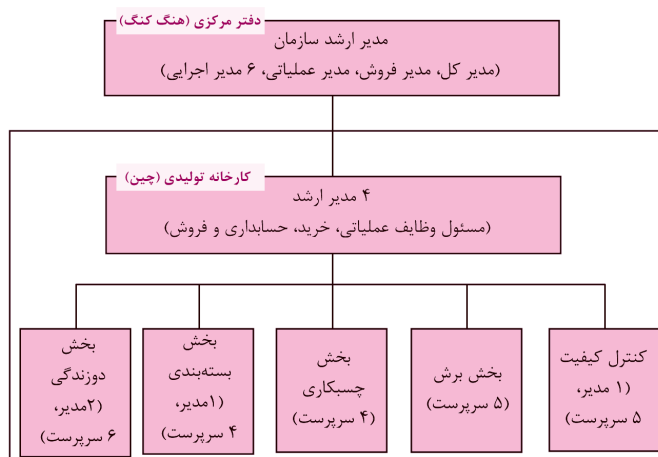 دفتر مرکزی (هنگ کنگ)
مدیر ارشد سازمان
(مدیر کل، مدیر فروش، مدیر عملیاتی، ۶ مدیر اجرایی)
کارخانه تولیدی (چین)
۴ مدیر ارشد
(مسئول وظایف عملیاتی، خرید، حسابداری و فروش)
کنترل کیفیت
(۱ مدیر،
۵ سرپرست)
بخش برش
(۵ سرپرست)
بخش
چسبکاری
(۴ سرپرست)
بخش
بسته‌بندی
(۱مدیر،
۴ سرپرست)
بخش
دوزندگی
(۲مدیر،
۶ سرپرست)